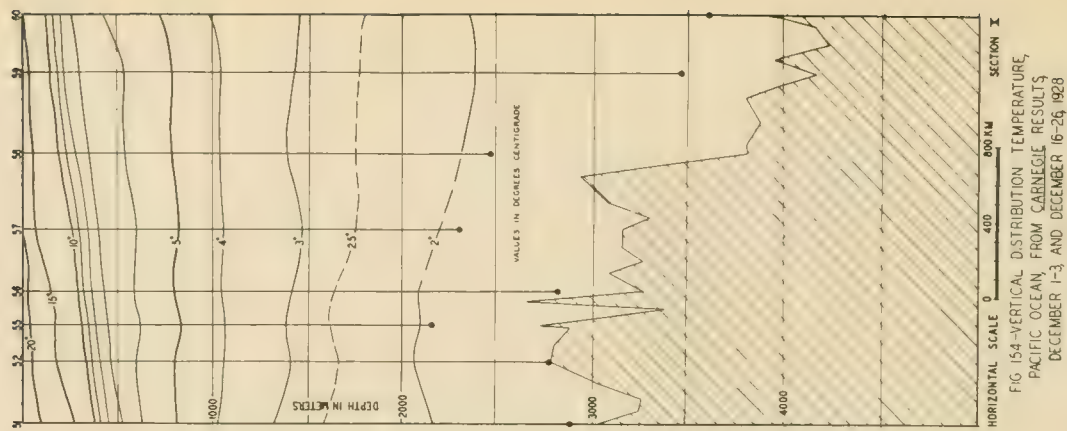 51 52 55 56 57 58 59 60
20°
15°
10°
5°
4°
3°
2.5°
2°
1000
DEPTH IN METERS
2000
3000
4000
VALUES IN DEGREES CENTIGRADE
HORIZONTAL SCALE 0 400 800 KM SECTION X
FIG 154-VERTICAL DISTRIBUTION TEMPERATURE,
PACIFIC OCEAN, FROM CARNEGIE RESULTS,
DECEMBER 1-3, AND DECEMBER 16-26, 1928